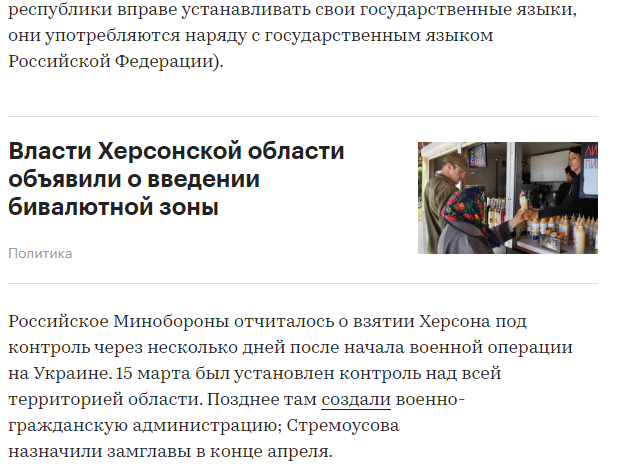 республики вправе устанавливать свои государственные языки,
они употребляются наряду с государственным языком
Российской Федерации).
Власти Херсонской области
объявили о введении
бивалютной зоны
Политика
Российское Минобороны отчиталось о взятии Херсона под
контроль через несколько дней после начала военной операции
на Украине. 15 марта был установлен контроль над всей
территорией области. Позднее там создали военно-
гражданскую администрацию; Стремоусова
назначили замглавы в конце апреля.